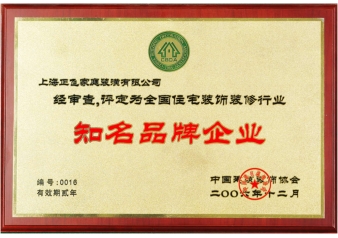 CBDA
上海正飞家庭装潢有限公司
经审查,评定为全国住宅装饰装修行业
知名品牌企业
编号:0016
有效期贰年
中国建筑装饰协会
二〇〇六年十二月